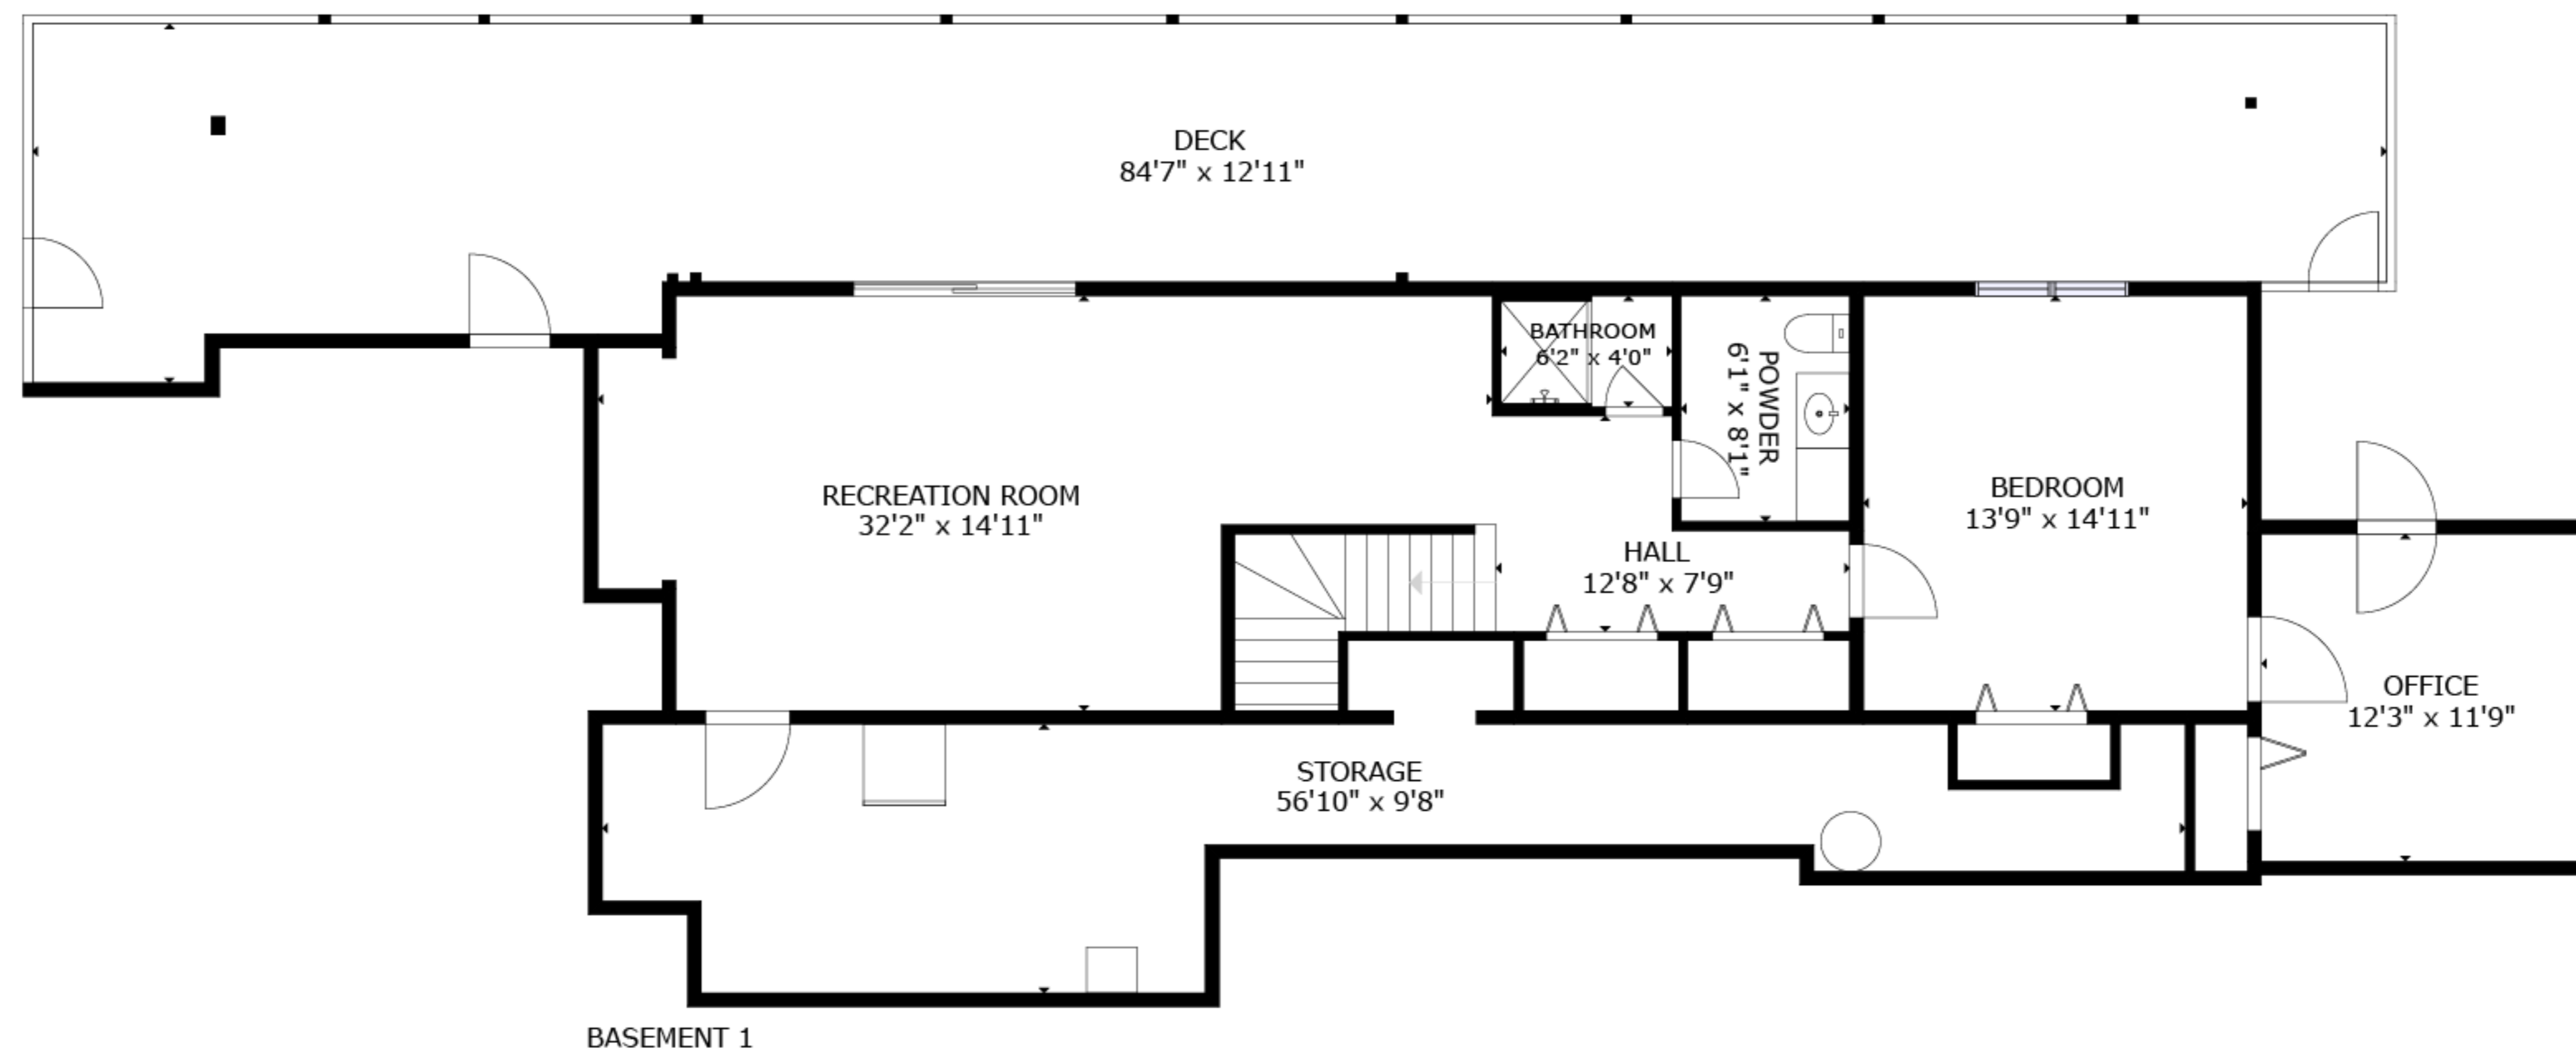 DECK
84'7" x 12'11"
BATHROOM
6'2" x 4'0"
POWDER
6'1" x 8'1"
RECREATION ROOM
32'2" x 14'11"
BEDROOM
13'9" x 14'11"
HALL
12'8" x 7'9"
OFFICE
12'3" x 11'9"
STORAGE
56'10" x 9'8"
BASEMENT 1